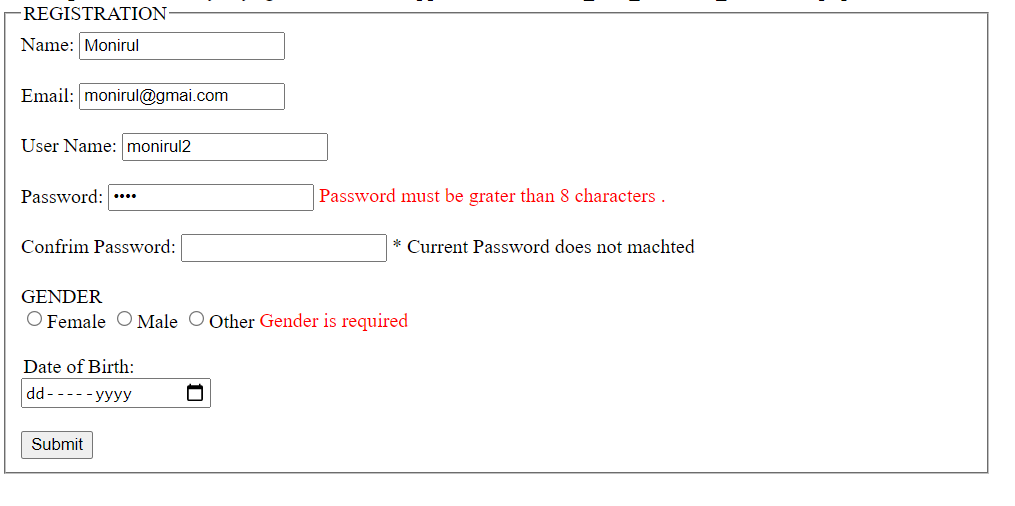 REGISTRATION
Name: Monirul
Email: monirul@gmai.com
User Name: monirul2
Password: •••• Password must be grater than 8 characters .
Confrim Password: * Current Password does not machted
GENDER
Female Male Other Gender is required
Date of Birth:
dd-----yyyy
Submit